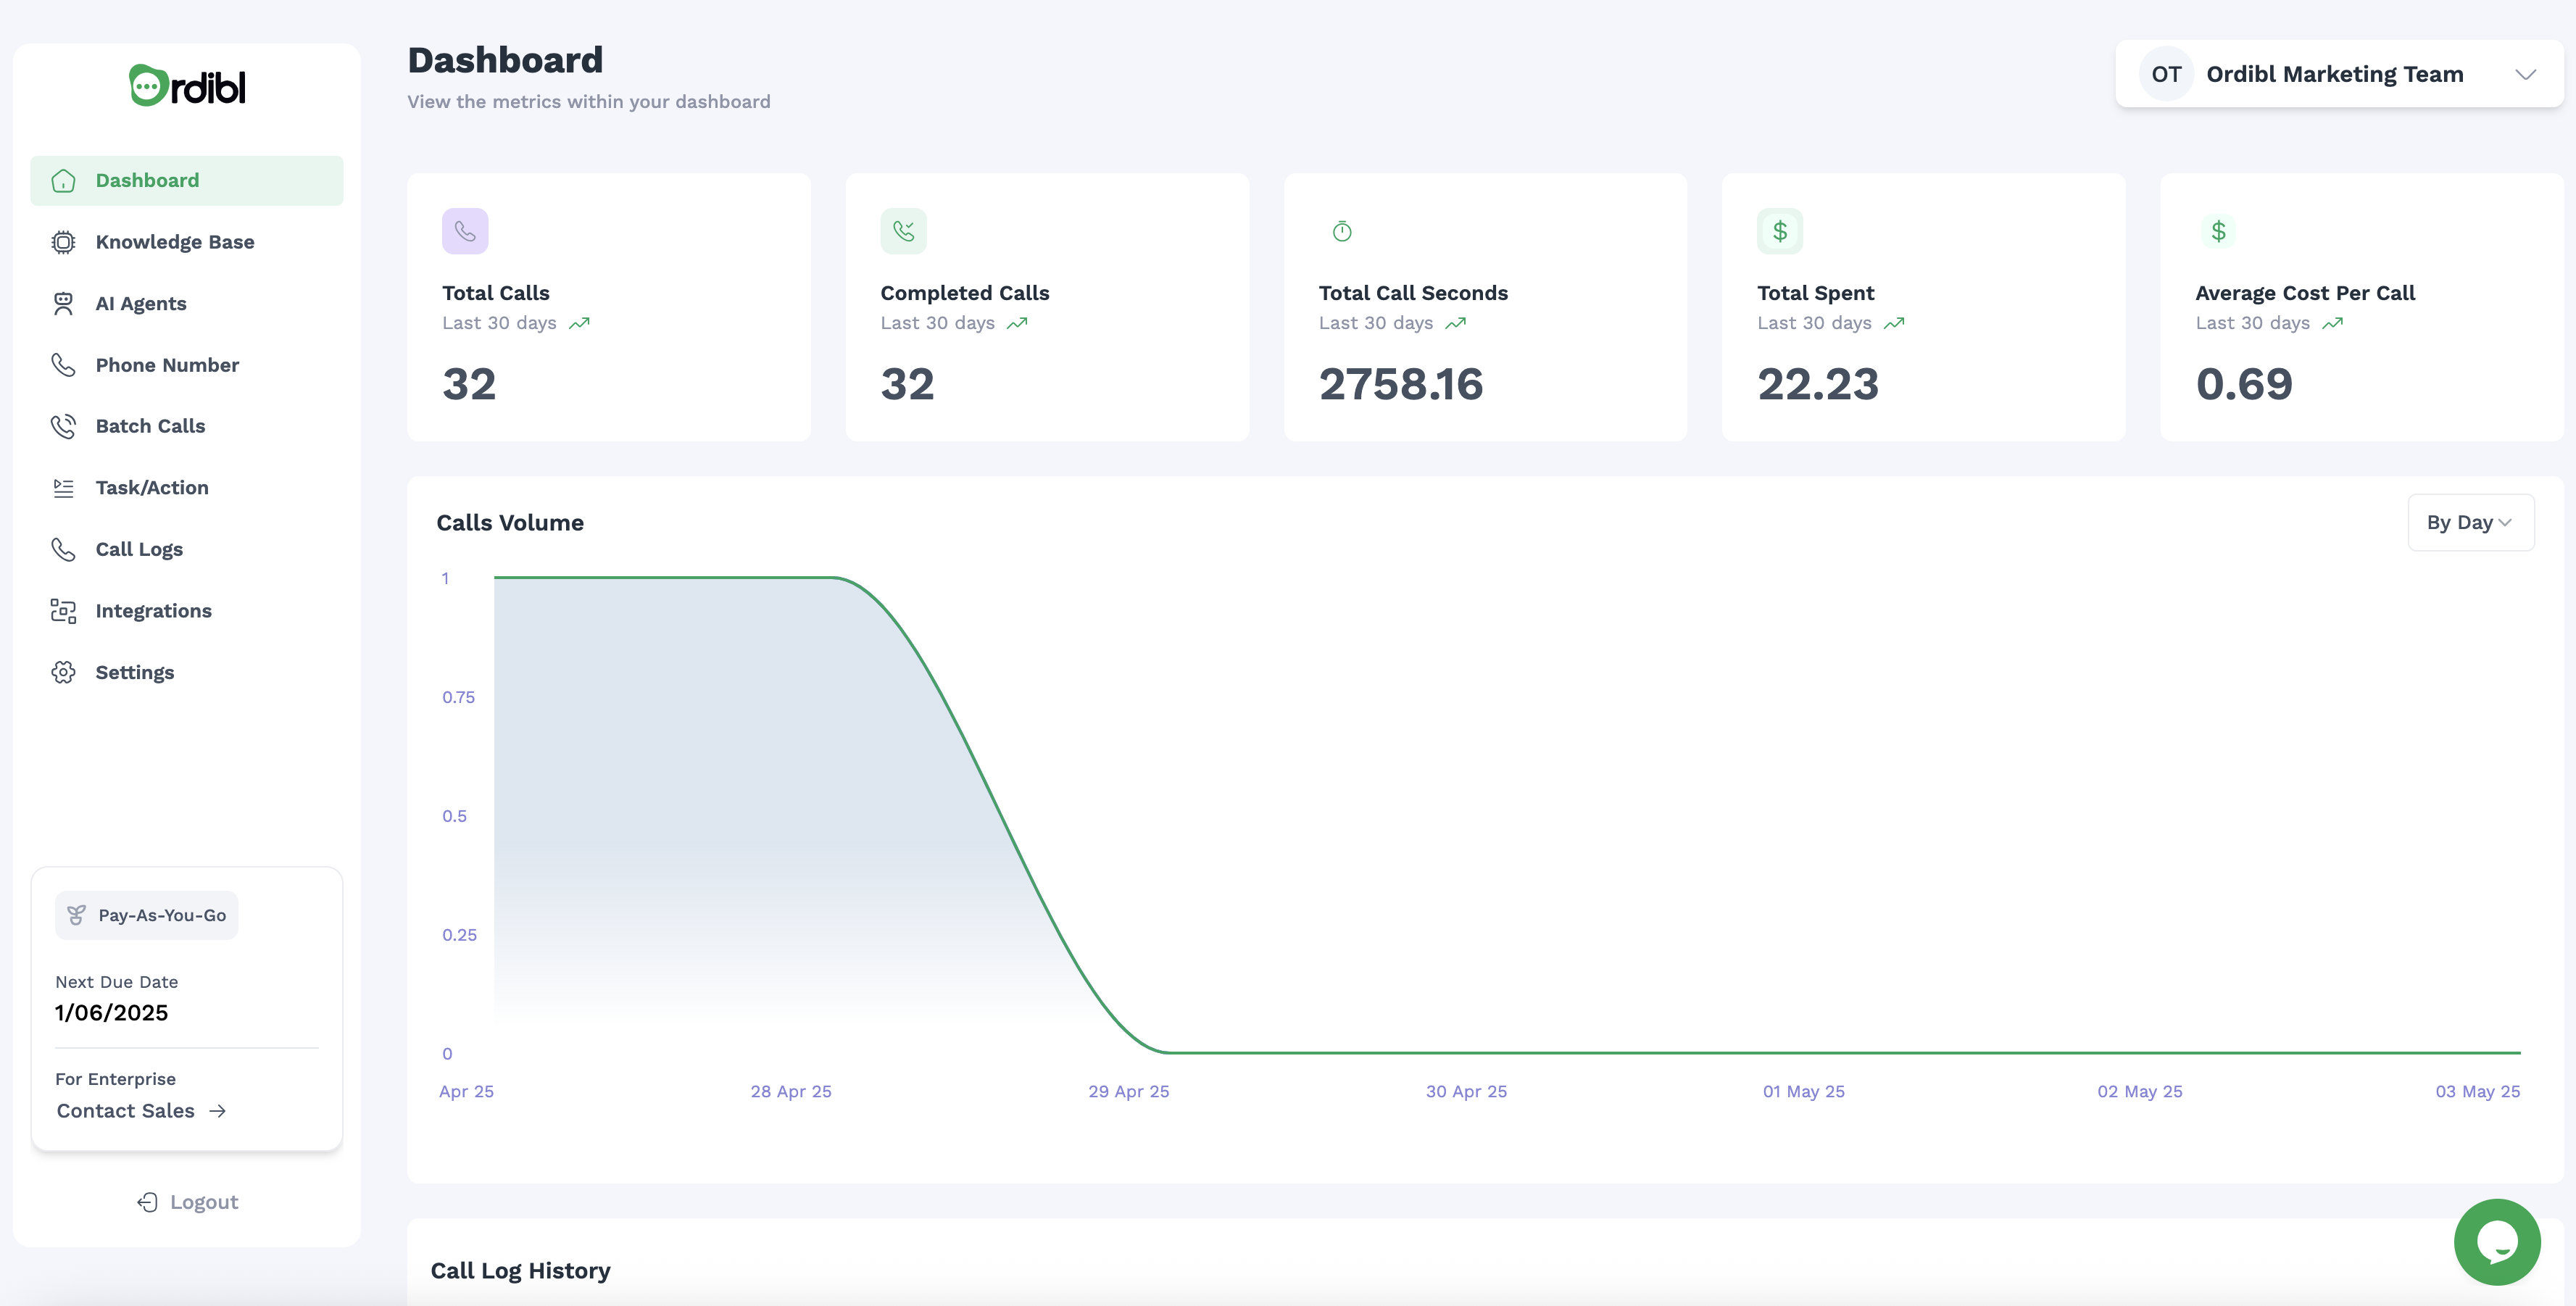 Ordibl
Dashboard
Knowledge Base
AI Agents
Phone Number
Batch Calls
Task/Action
Call Logs
Integrations
Settings
Pay-As-You-Go
Next Due Date
1/06/2025
For Enterprise
Contact Sales
Logout
Dashboard
View the metrics within your dashboard
OT Ordibl Marketing Team
Total Calls
Last 30 days
32
Completed Calls
Last 30 days
32
Total Call Seconds
Last 30 days
2758.16
$
Total Spent
Last 30 days
22.23
$
Average Cost Per Call
Last 30 days
0.69
Calls Volume
By Day
1
0.75
0.5
0.25
0
Apr 25 28 Apr 25 29 Apr 25 30 Apr 25 01 May 25 02 May 25 03 May 25
Call Log History